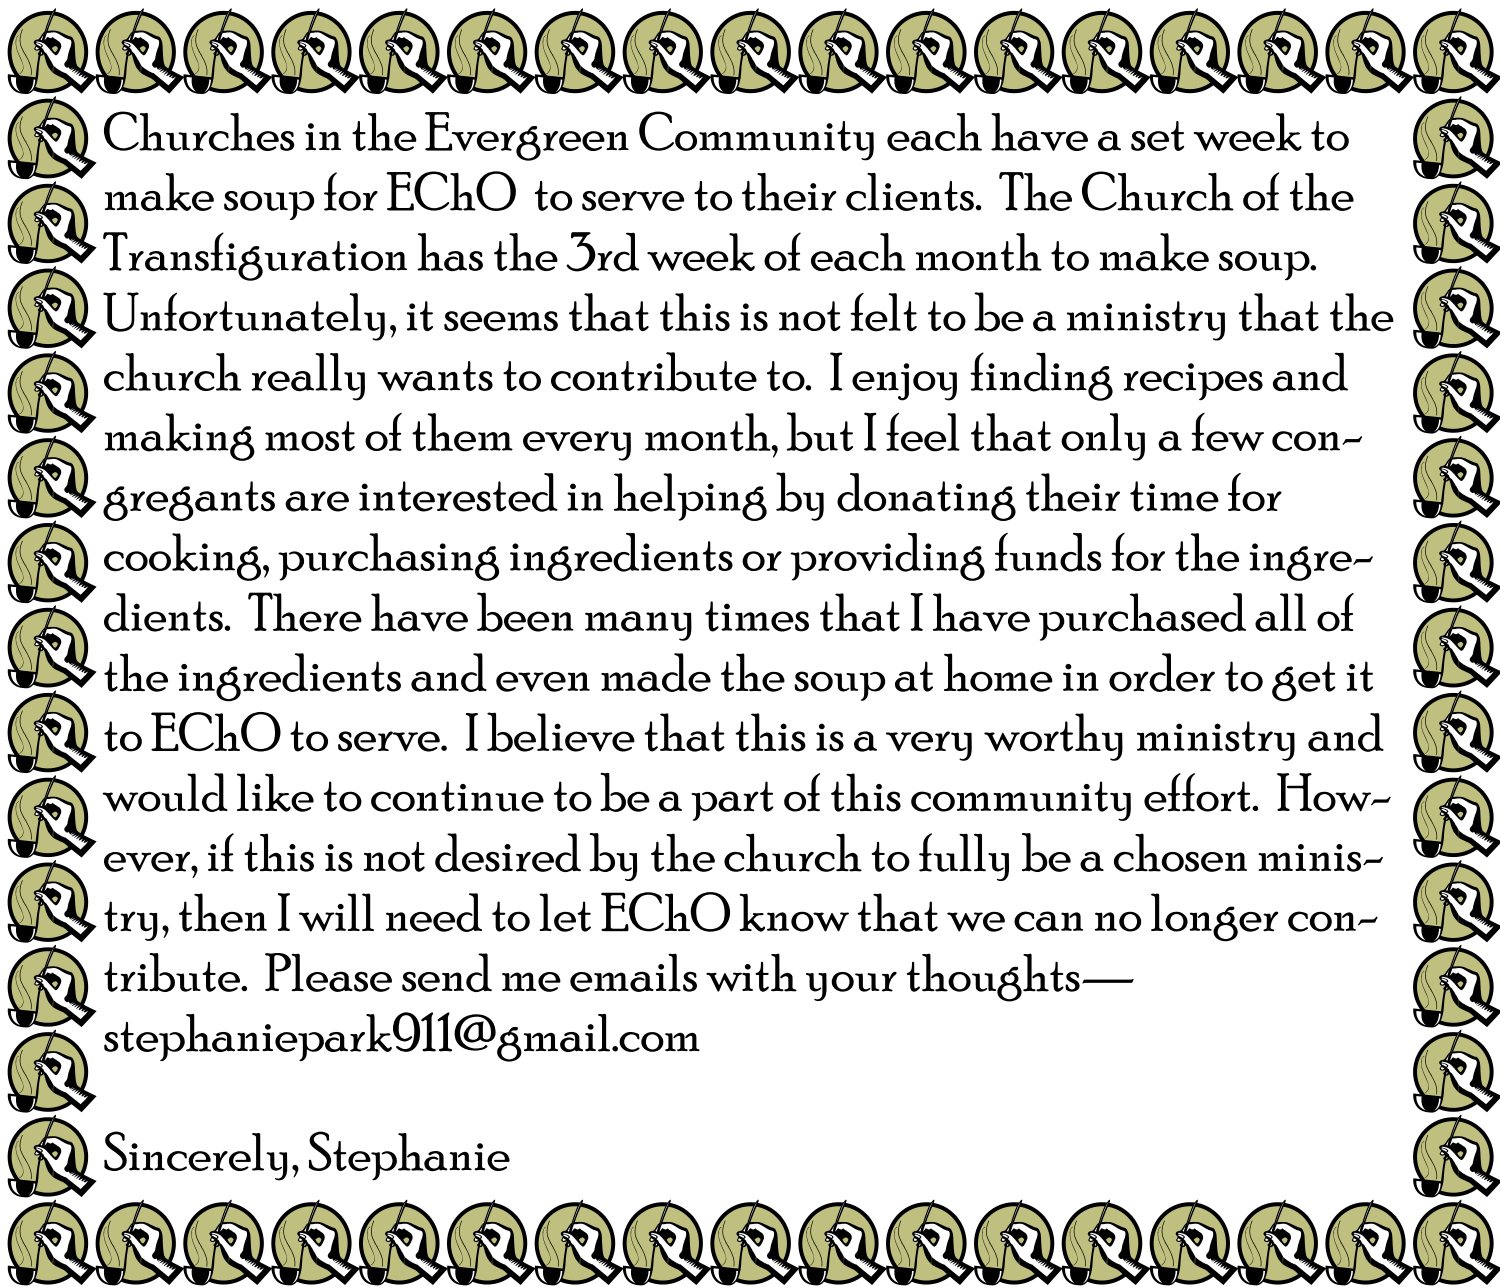 Churches in the Evergreen Community each have a set week to
make soup for EChO  to serve to their clients.  The Church of the
Transfiguration has the 3rd week of each month to make soup.
Unfortunately, it seems that this is not felt to be a ministry that the
church really wants to contribute to.  I enjoy finding recipes and
making most of them every month, but I feel that only a few con-
gregants are interested in helping by donating their time for
cooking, purchasing ingredients or providing funds for the ingre-
dients.  There have been many times that I have purchased all of
the ingredients and even made the soup at home in order to get it
to EChO to serve.  I believe that this is a very worthy ministry and
would like to continue to be a part of this community effort.  How-
ever, if this is not desired by the church to fully be a chosen minis-
try, then I will need to let EChO know that we can no longer con-
tribute.  Please send me emails with your thoughts—
stephaniepark911@gmail.com
Sincerely, Stephanie